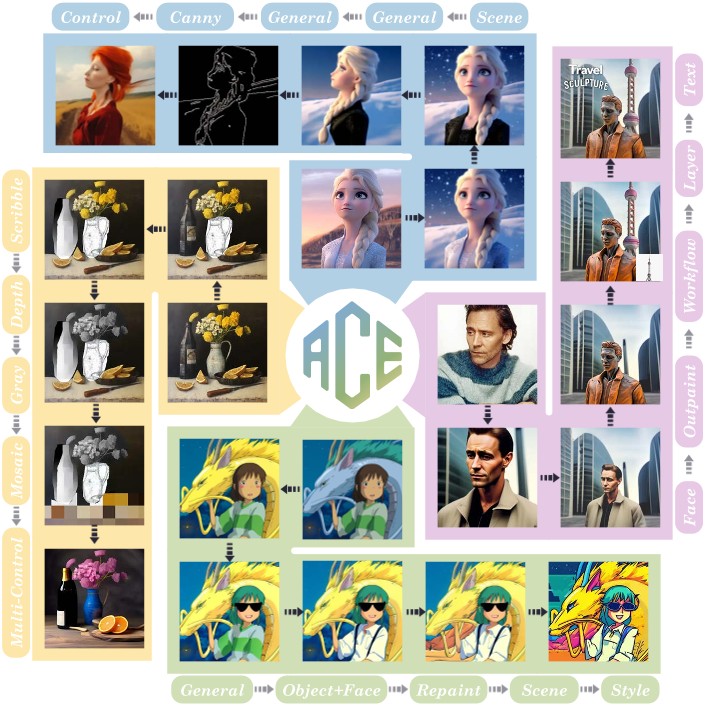 Control
Canny
General
General
Scene
Travel
SCULPTURE
Text
Layer
Workflow
Outpaint
Face
Scribble
Depth
Gray
Mosaic
Multi-Control
ACE
General
Object+Face
Repaint
Scene
Style